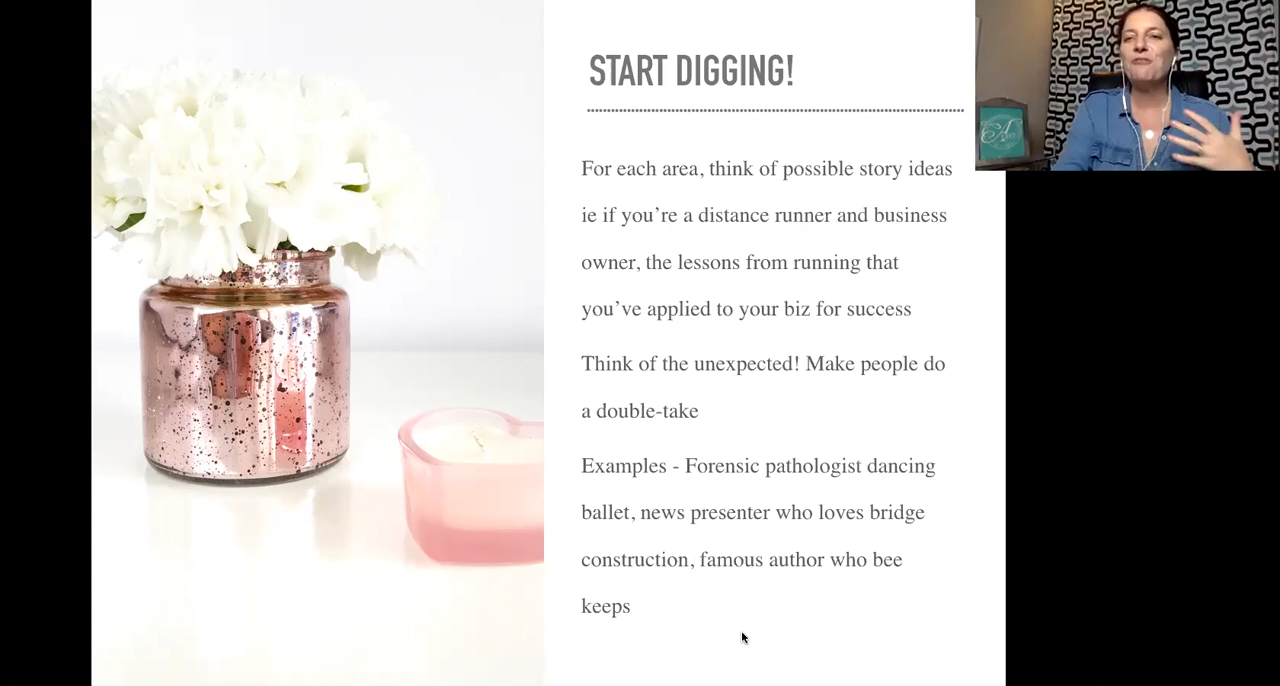 START DIGGING!
For each area, think of possible story ideas
ie if you’re a distance runner and business
owner, the lessons from running that
you’ve applied to your biz for success
Think of the unexpected! Make people do
a double-take
Examples - Forensic pathologist dancing
ballet, news presenter who loves bridge
construction, famous author who bee
keeps